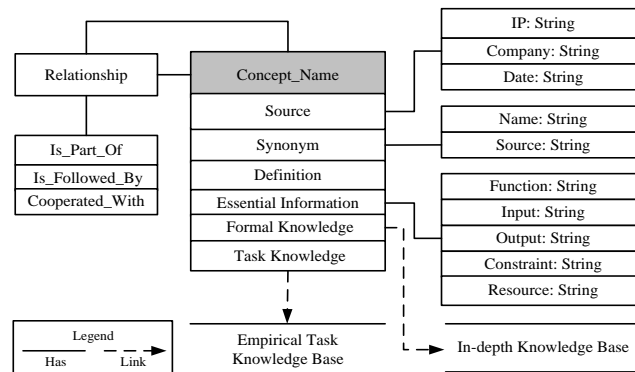 Relationship
Is_Part_Of
Is_Followed_By
Cooperated_With
Concept_Name
Source
Synonym
Definition
Essential Information
Formal Knowledge
Task Knowledge
IP: String
Company: String
Date: String
Name: String
Source: String
Function: String
Input: String
Output: String
Constraint: String
Resource: String
Legend
Has
Link
Empirical Task
Knowledge Base
In-depth Knowledge Base